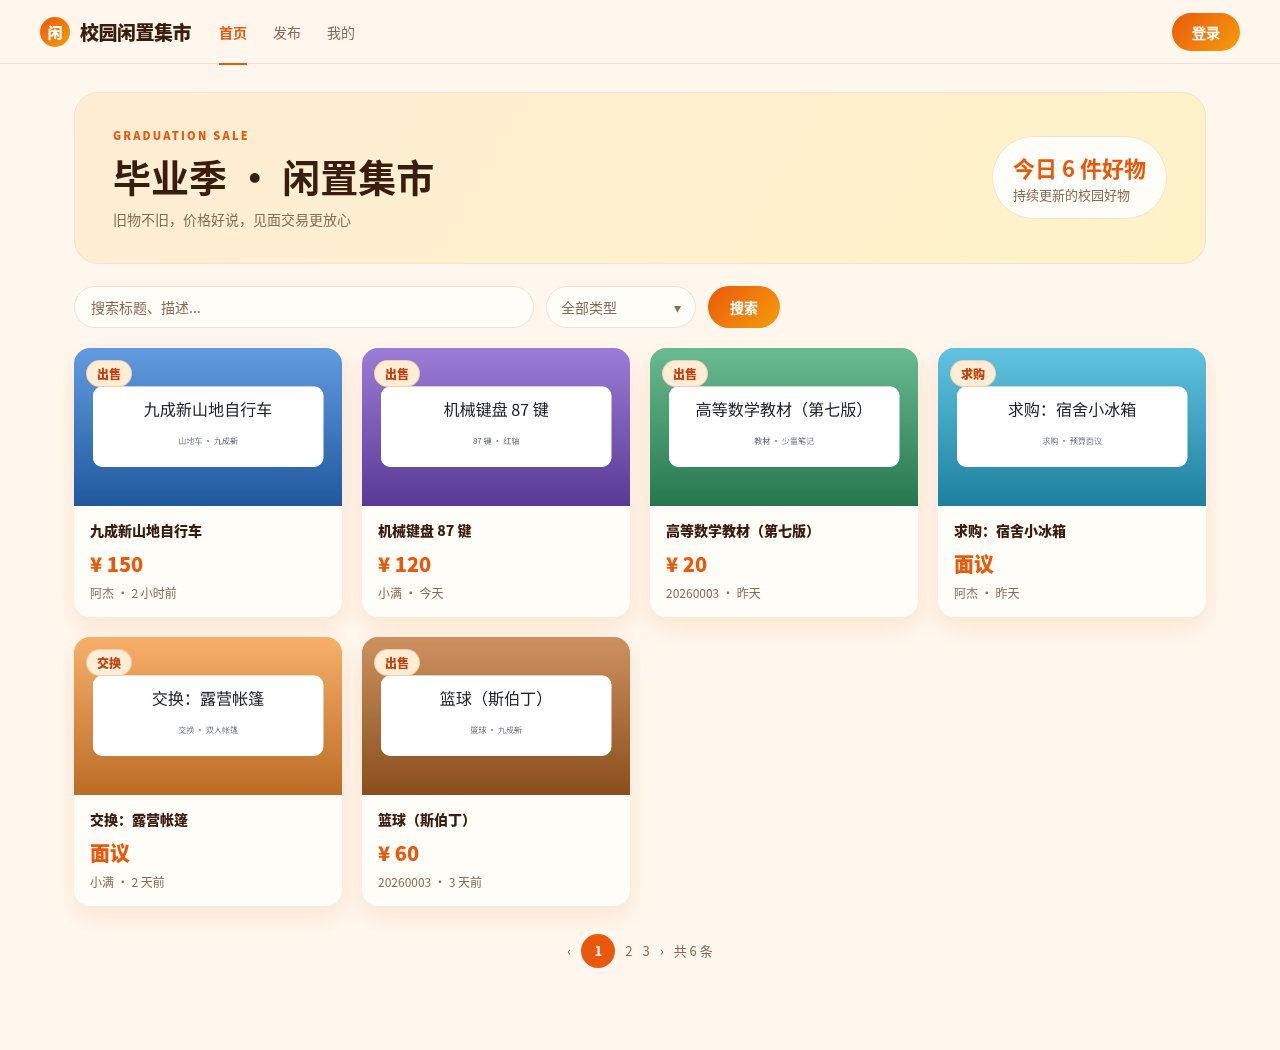 闲 校园闲置集市 首页 发布 我的 登录
GRADUATION SALE
毕业季 · 闲置集市
旧物不旧，价格好说，见面交易更放心
今日 6 件好物
持续更新的校园好物
搜索标题、描述... 全部类型 ▾ 搜索
出售
九成新山地自行车
山地车 · 九成新
九成新山地自行车
¥ 150
阿杰 · 2 小时前
出售
机械键盘 87 键
87 键 · 红轴
机械键盘 87 键
¥ 120
小满 · 今天
出售
高等数学教材（第七版）
教材 · 少量笔记
高等数学教材（第七版）
¥ 20
20260003 · 昨天
求购
求购：宿舍小冰箱
求购 · 预算面议
求购：宿舍小冰箱
面议
阿杰 · 昨天
交换
交换：露营帐篷
交换 · 双人帐篷
交换：露营帐篷
面议
小满 · 2 天前
出售
篮球（斯伯丁）
篮球 · 九成新
篮球（斯伯丁）
¥ 60
20260003 · 3 天前
‹ 1 2 3 › 共 6 条